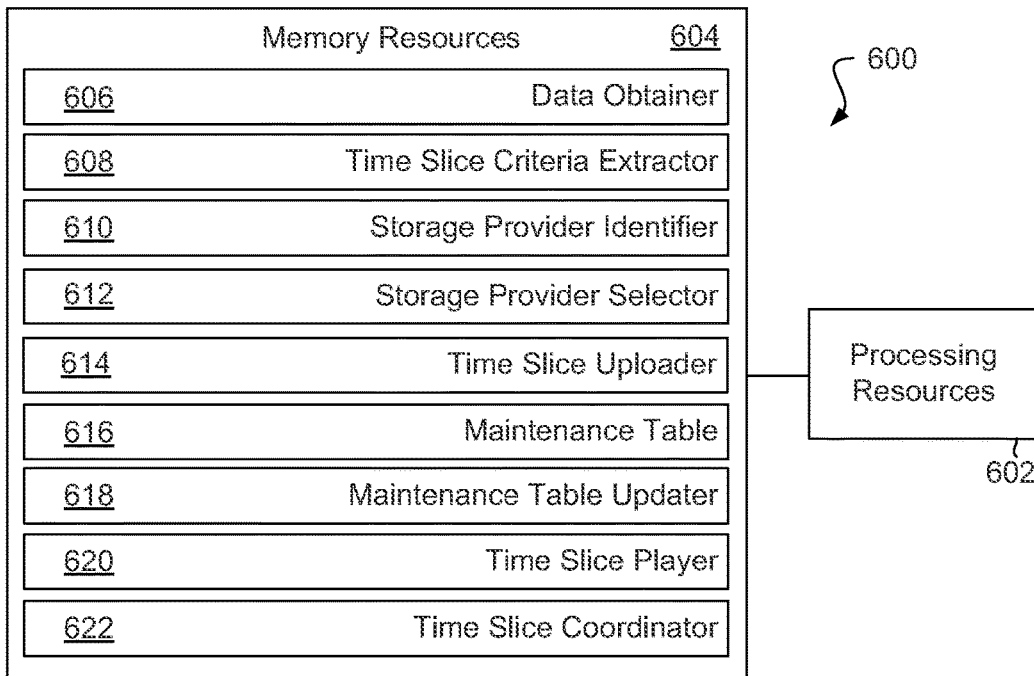 Memory Resources 604
600
606 Data Obtainer
608 Time Slice Criteria Extractor
610 Storage Provider Identifier
612 Storage Provider Selector
614 Time Slice Uploader
616 Maintenance Table
618 Maintenance Table Updater
620 Time Slice Player
622 Time Slice Coordinator
Processing
Resources
602